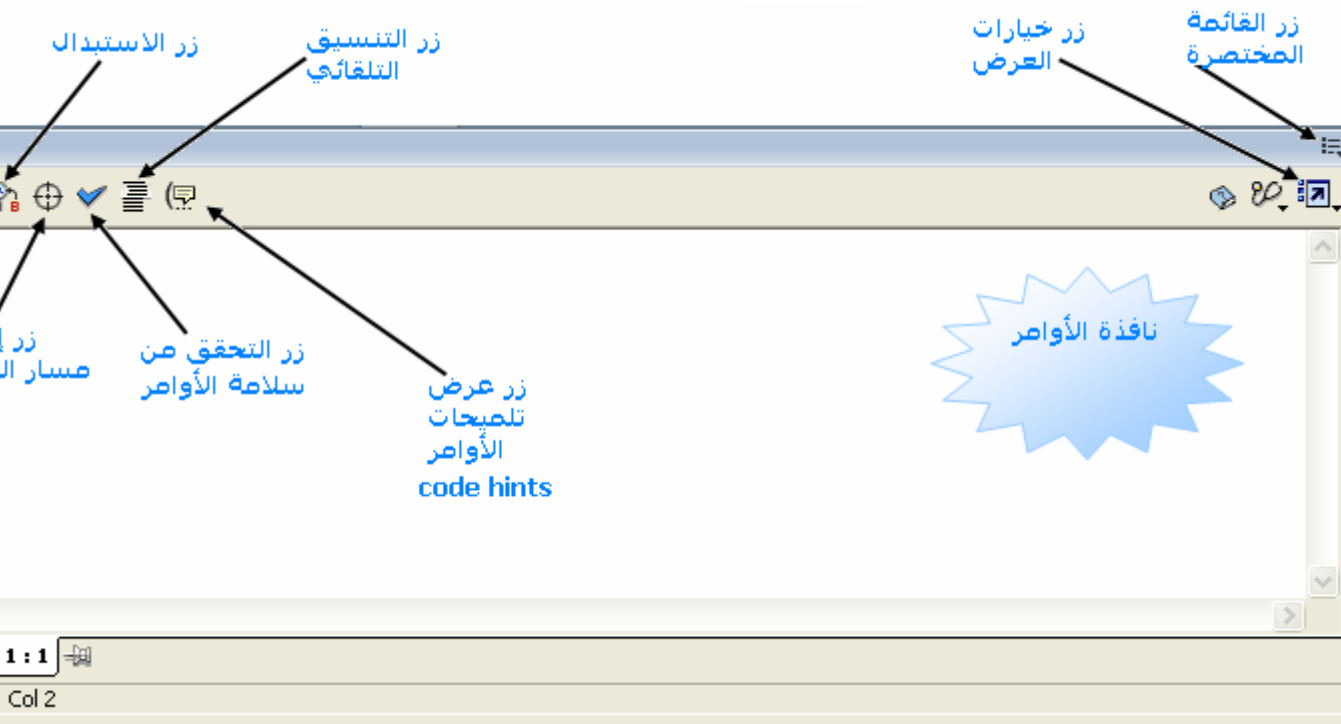 زر القائمة
المختصرة
زر خيارات
العرض
زر التنسيق
التلقائي
زر الاستبدال
نافذة الأوامر
زر
مسار
زر التحقق من
سلامة الأوامر
زر عرض
تلميحات
الأوامر
code hints
1 : 1
Col 2